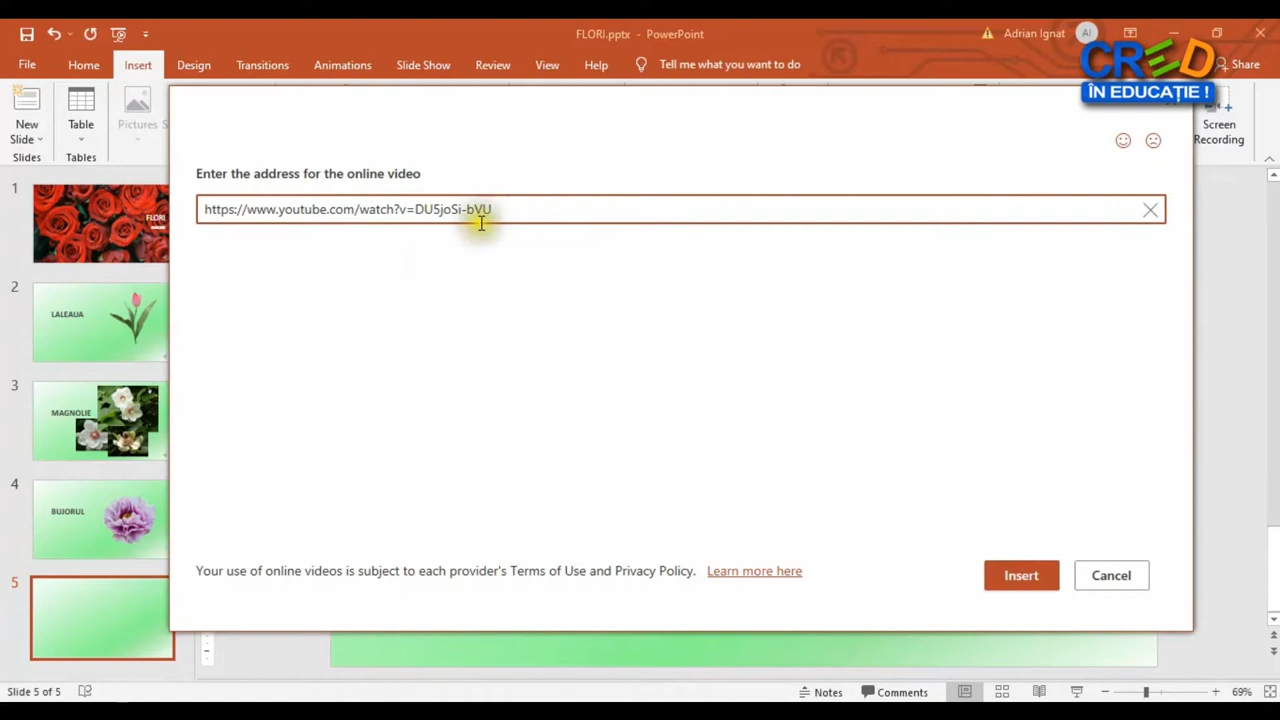 FLORI.pptx - PowerPoint
Adrian Ignat
AI
File
Home
Insert
Design
Transitions
Animations
Slide Show
Review
View
Help
Tell me what you want to do
Share
CRED
ÎN EDUCAȚIE !
New
Slide
Slides
Table
Tables
Pictures
S
Screen
Recording
Enter the address for the online video
https://www.youtube.com/watch?v=DU5joSi-bVU
1
FLORI
2
LALEAUA
3
MAGNOLIE
4
BUJORUL
5
Your use of online videos is subject to each provider's Terms of Use and Privacy Policy. Learn more here
Insert
Cancel
Slide 5 of 5
Notes
Comments
69%